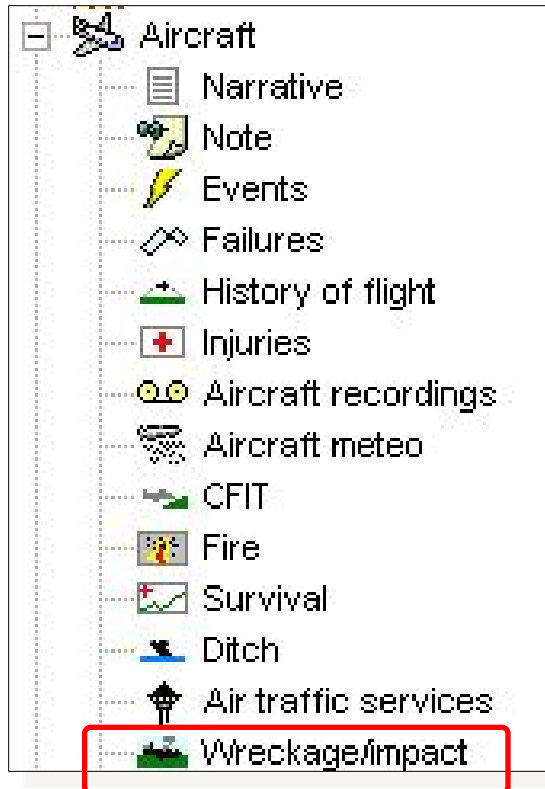 Aircraft
Narrative
Note
Events
Failures
History of flight
Injuries
Aircraft recordings
Aircraft meteo
CFIT
Fire
Survival
Ditch
Air traffic services
Wreckage/impact